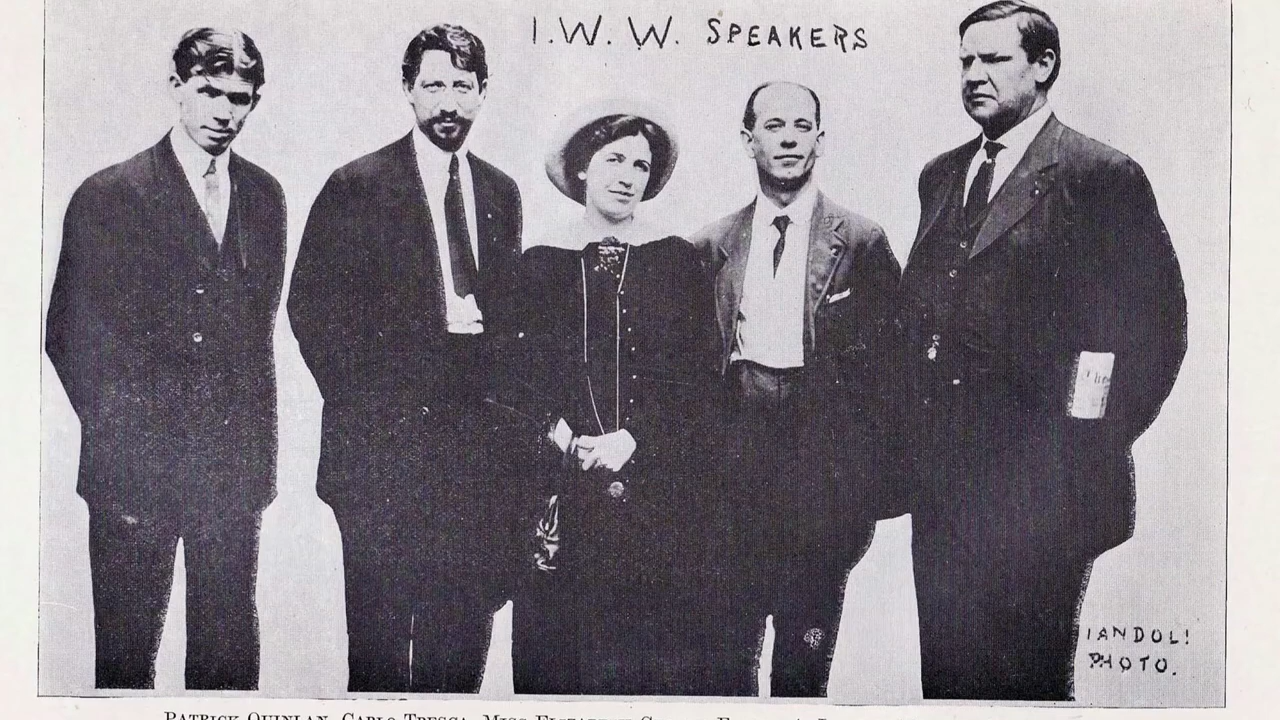 I.W.W. SPEAKERS
IANDOLI
PHOTO.
PATRICK QUINLAN, CARLO TRESCA, MISS